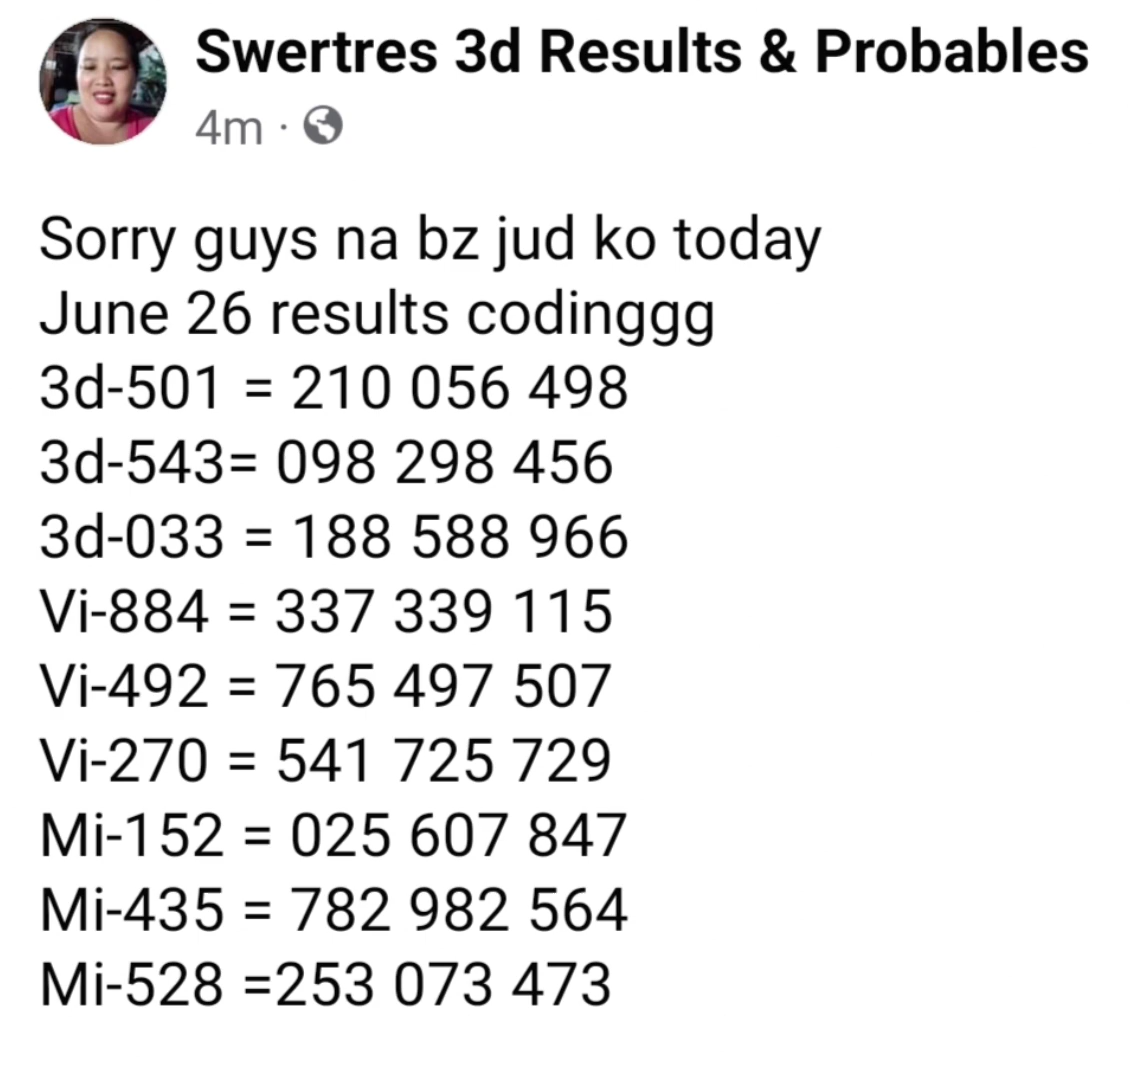 Swertres 3d Results & Probables
4m ·
Sorry guys na bz jud ko today
June 26 results codinggg
3d-501 = 210 056 498
3d-543= 098 298 456
3d-033 = 188 588 966
Vi-884 = 337 339 115
Vi-492 = 765 497 507
Vi-270 = 541 725 729
Mi-152 = 025 607 847
Mi-435 = 782 982 564
Mi-528 =253 073 473